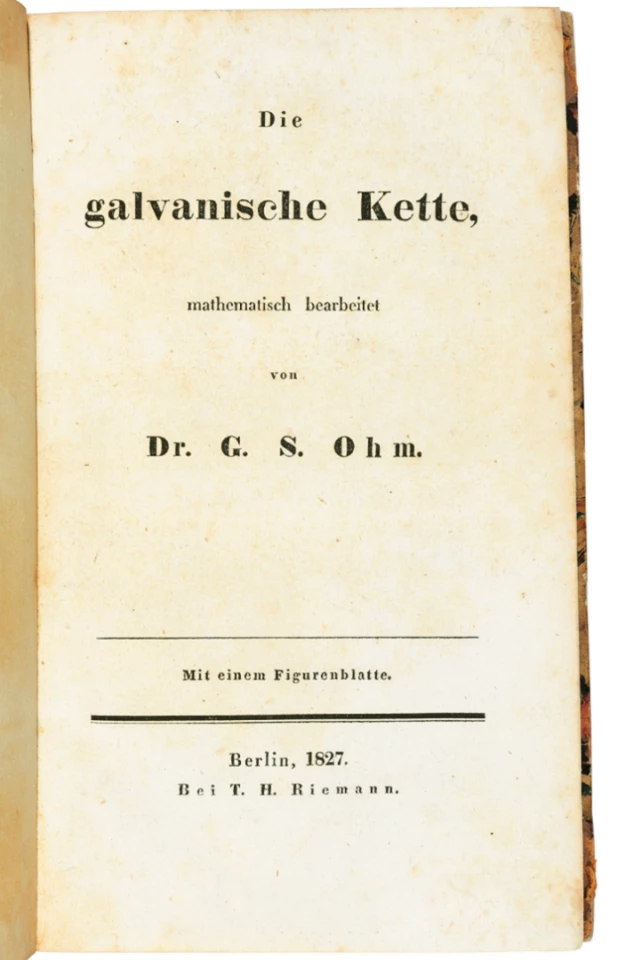 Die
galvanische Kette,
mathematisch bearbeitet
von
Dr. G. S. Ohm.
Mit einem Figurenblatte.
Berlin, 1827.
Bei T. H. Riemann.